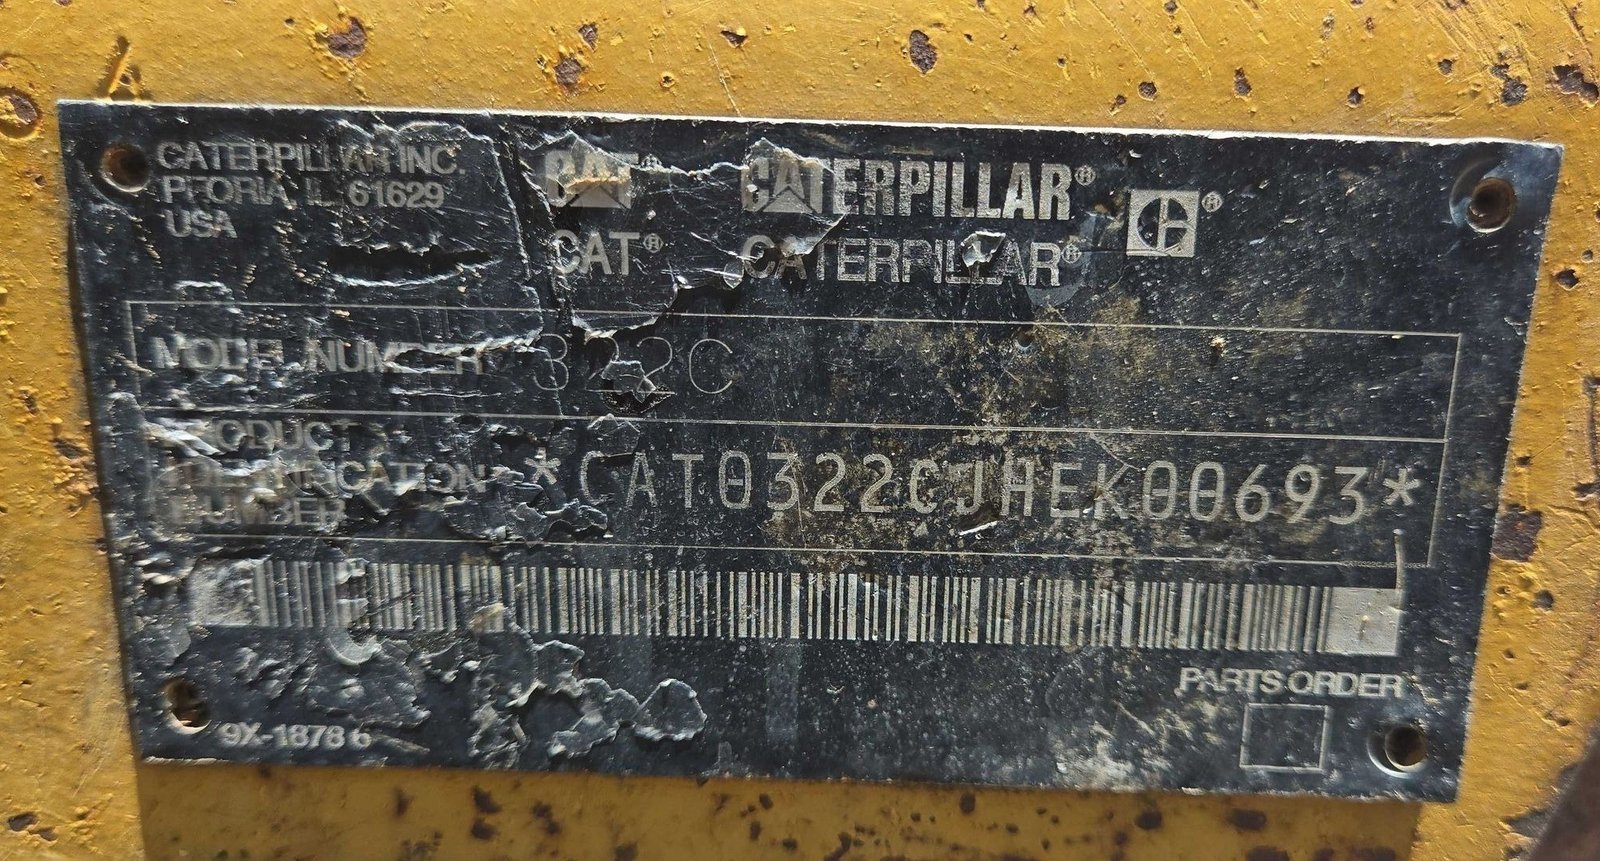 CATERPILLAR INC.
PEORIA, IL 61629
USA
CAT® CATERPILLAR® C®
CAT® CATERPILLAR®
MODEL NUMBER 322C
PRODUCT
IDENTIFICATION
NUMBER *CAT0322CJHEK00693*
PARTS ORDER
9X-1878 6